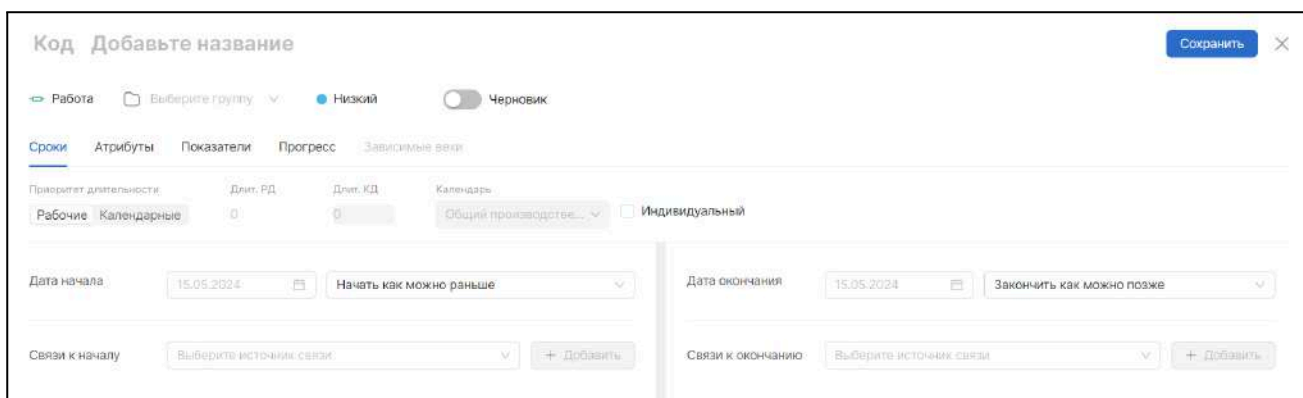 Код Добавьте название Сохранить
Работа Выберите группу Низкий Черновик
Сроки Атрибуты Показатели Прогресс Зависимые вехи
Приоритет длительности Длит. РД Длит. КД Календарь
Рабочие Календарные 0 0 Общий производстве... Индивидуальный
Дата начала 15.05.2024 Начать как можно раньше Дата окончания 15.05.2024 Закончить как можно позже
Связи к началу Выберите источник связи + Добавить Связи к окончанию Выберите источник связи + Добавить